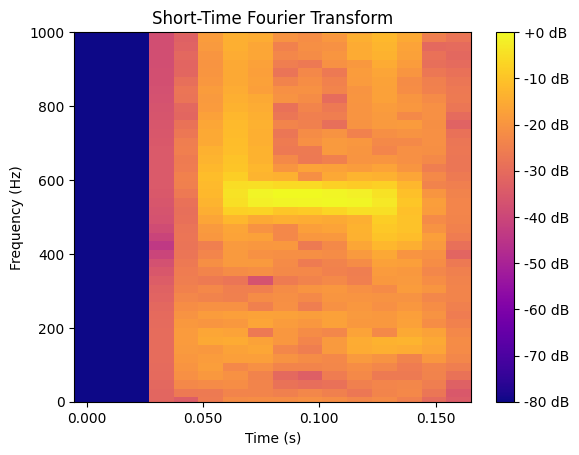 Short-Time Fourier Transform
1000
800
600
400
200
0
Frequency (Hz)
0.000
0.050
0.100
0.150
Time (s)
+0 dB
-10 dB
-20 dB
-30 dB
-40 dB
-50 dB
-60 dB
-70 dB
-80 dB